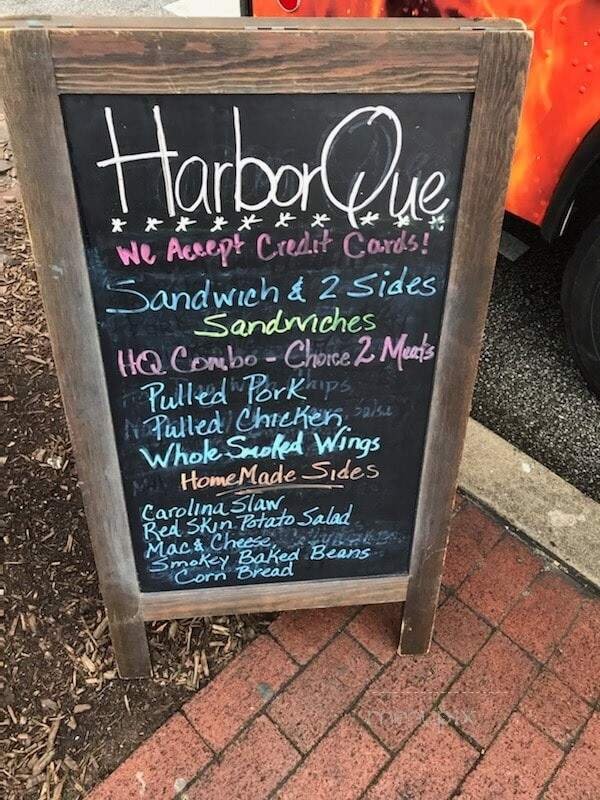 HarborQue
* * * * * * * * * *
We Accept Credit Cards!
Sandwich & 2 Sides
Sandwiches
HQ Combo - Choice 2 Meats
Pulled Pork
Pulled Chicken
Whole Smoked Wings
HomeMade Sides
Carolina Slaw
Red Skin Potato Salad
Mac & Cheese
Smokey Baked Beans
Corn Bread